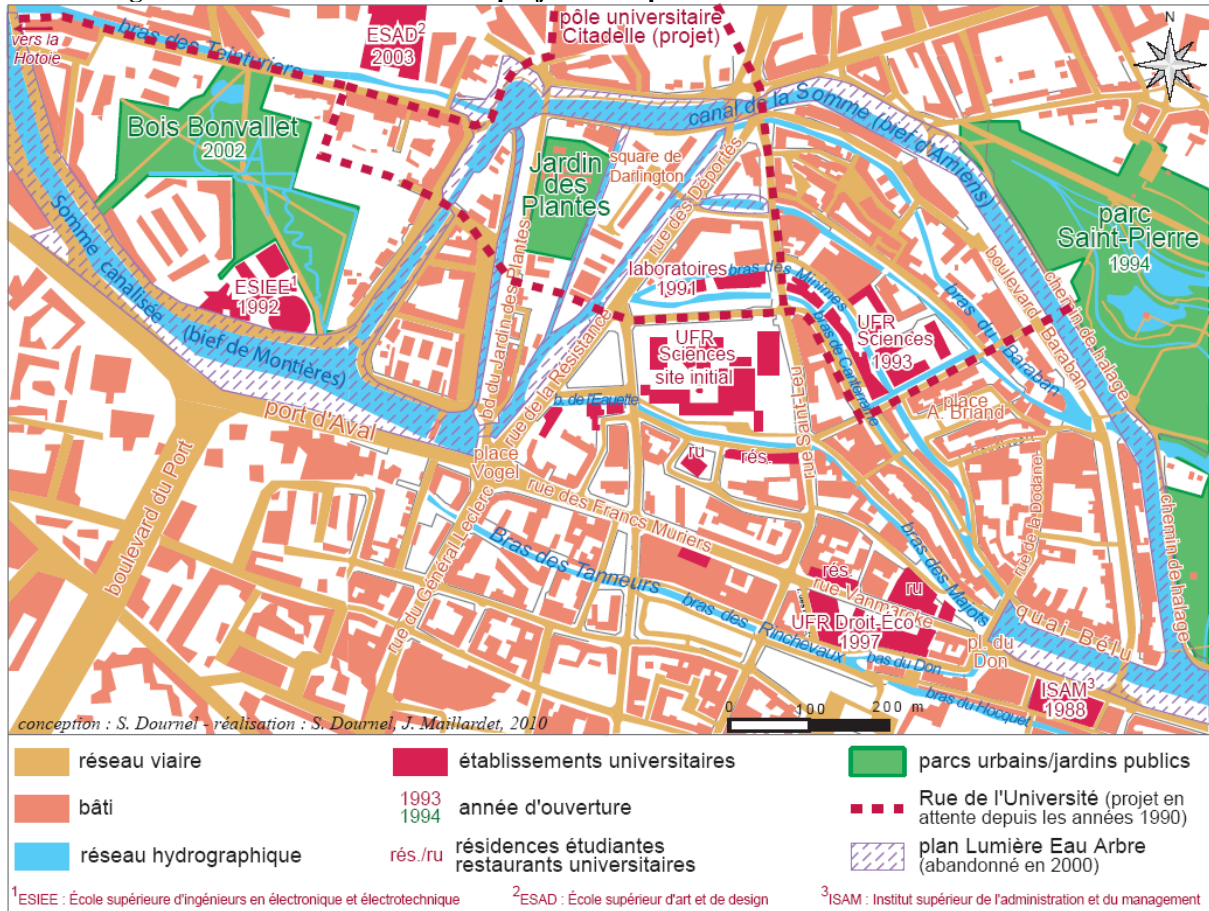 vers la
Hotoie
bras des Teinturiers
ESAD²
2003
pôle universitaire
Citadelle (projet)
N
Bois Bonvallet
2002
canal de la Somme (bief d'Amiens)
Jardin
des
Plantes
square de
Darlington
rue des Déportés
parc
Saint-Pierre
1994
Somme canalisée (bief de Montières)
ESIEE¹
1992
laboratoires
1991
bras des Minimes
bras de Canterraine
UFR
Sciences
1993
bras du Baraban
boulevard Baraban
chemin de halage
UFR
Sciences
site initial
bd du Jardin des Plantes
rue de la Résistance
rue Saint-Leu
b. de l'Eauette
place
A. Briand
port d'Aval
boulevard du Port
place
Vogel
ru
rés.
rue des Francs Muriers
rue du Général Leclerc
Bras des Tanneurs
bras des Rinchevaux
bras des Majots
rue de la Dodane
chemin de halage
rés.
ru
rue Vanmarcke
UFR Droit-Éco
1997
quai Bélu
bas du Don
pl. du
Don
bras du Hocquet
ISAM³
1988
conception : S. Dournel - réalisation : S. Dournel, J. Maillardet, 2010
0 100 200 m
réseau viaire
établissements universitaires
parcs urbains/jardins publics
bâti
1993
1994
année d'ouverture
Rue de l'Université (projet en
attente depuis les années 1990)
réseau hydrographique
rés./ru
résidences étudiantes
restaurants universitaires
plan Lumière Eau Arbre
(abandonné en 2000)
¹ESIEE : École supérieure d'ingénieurs en électronique et électrotechnique
²ESAD : École supérieur d'art et de design
³ISAM : Institut supérieur de l'administration et du management